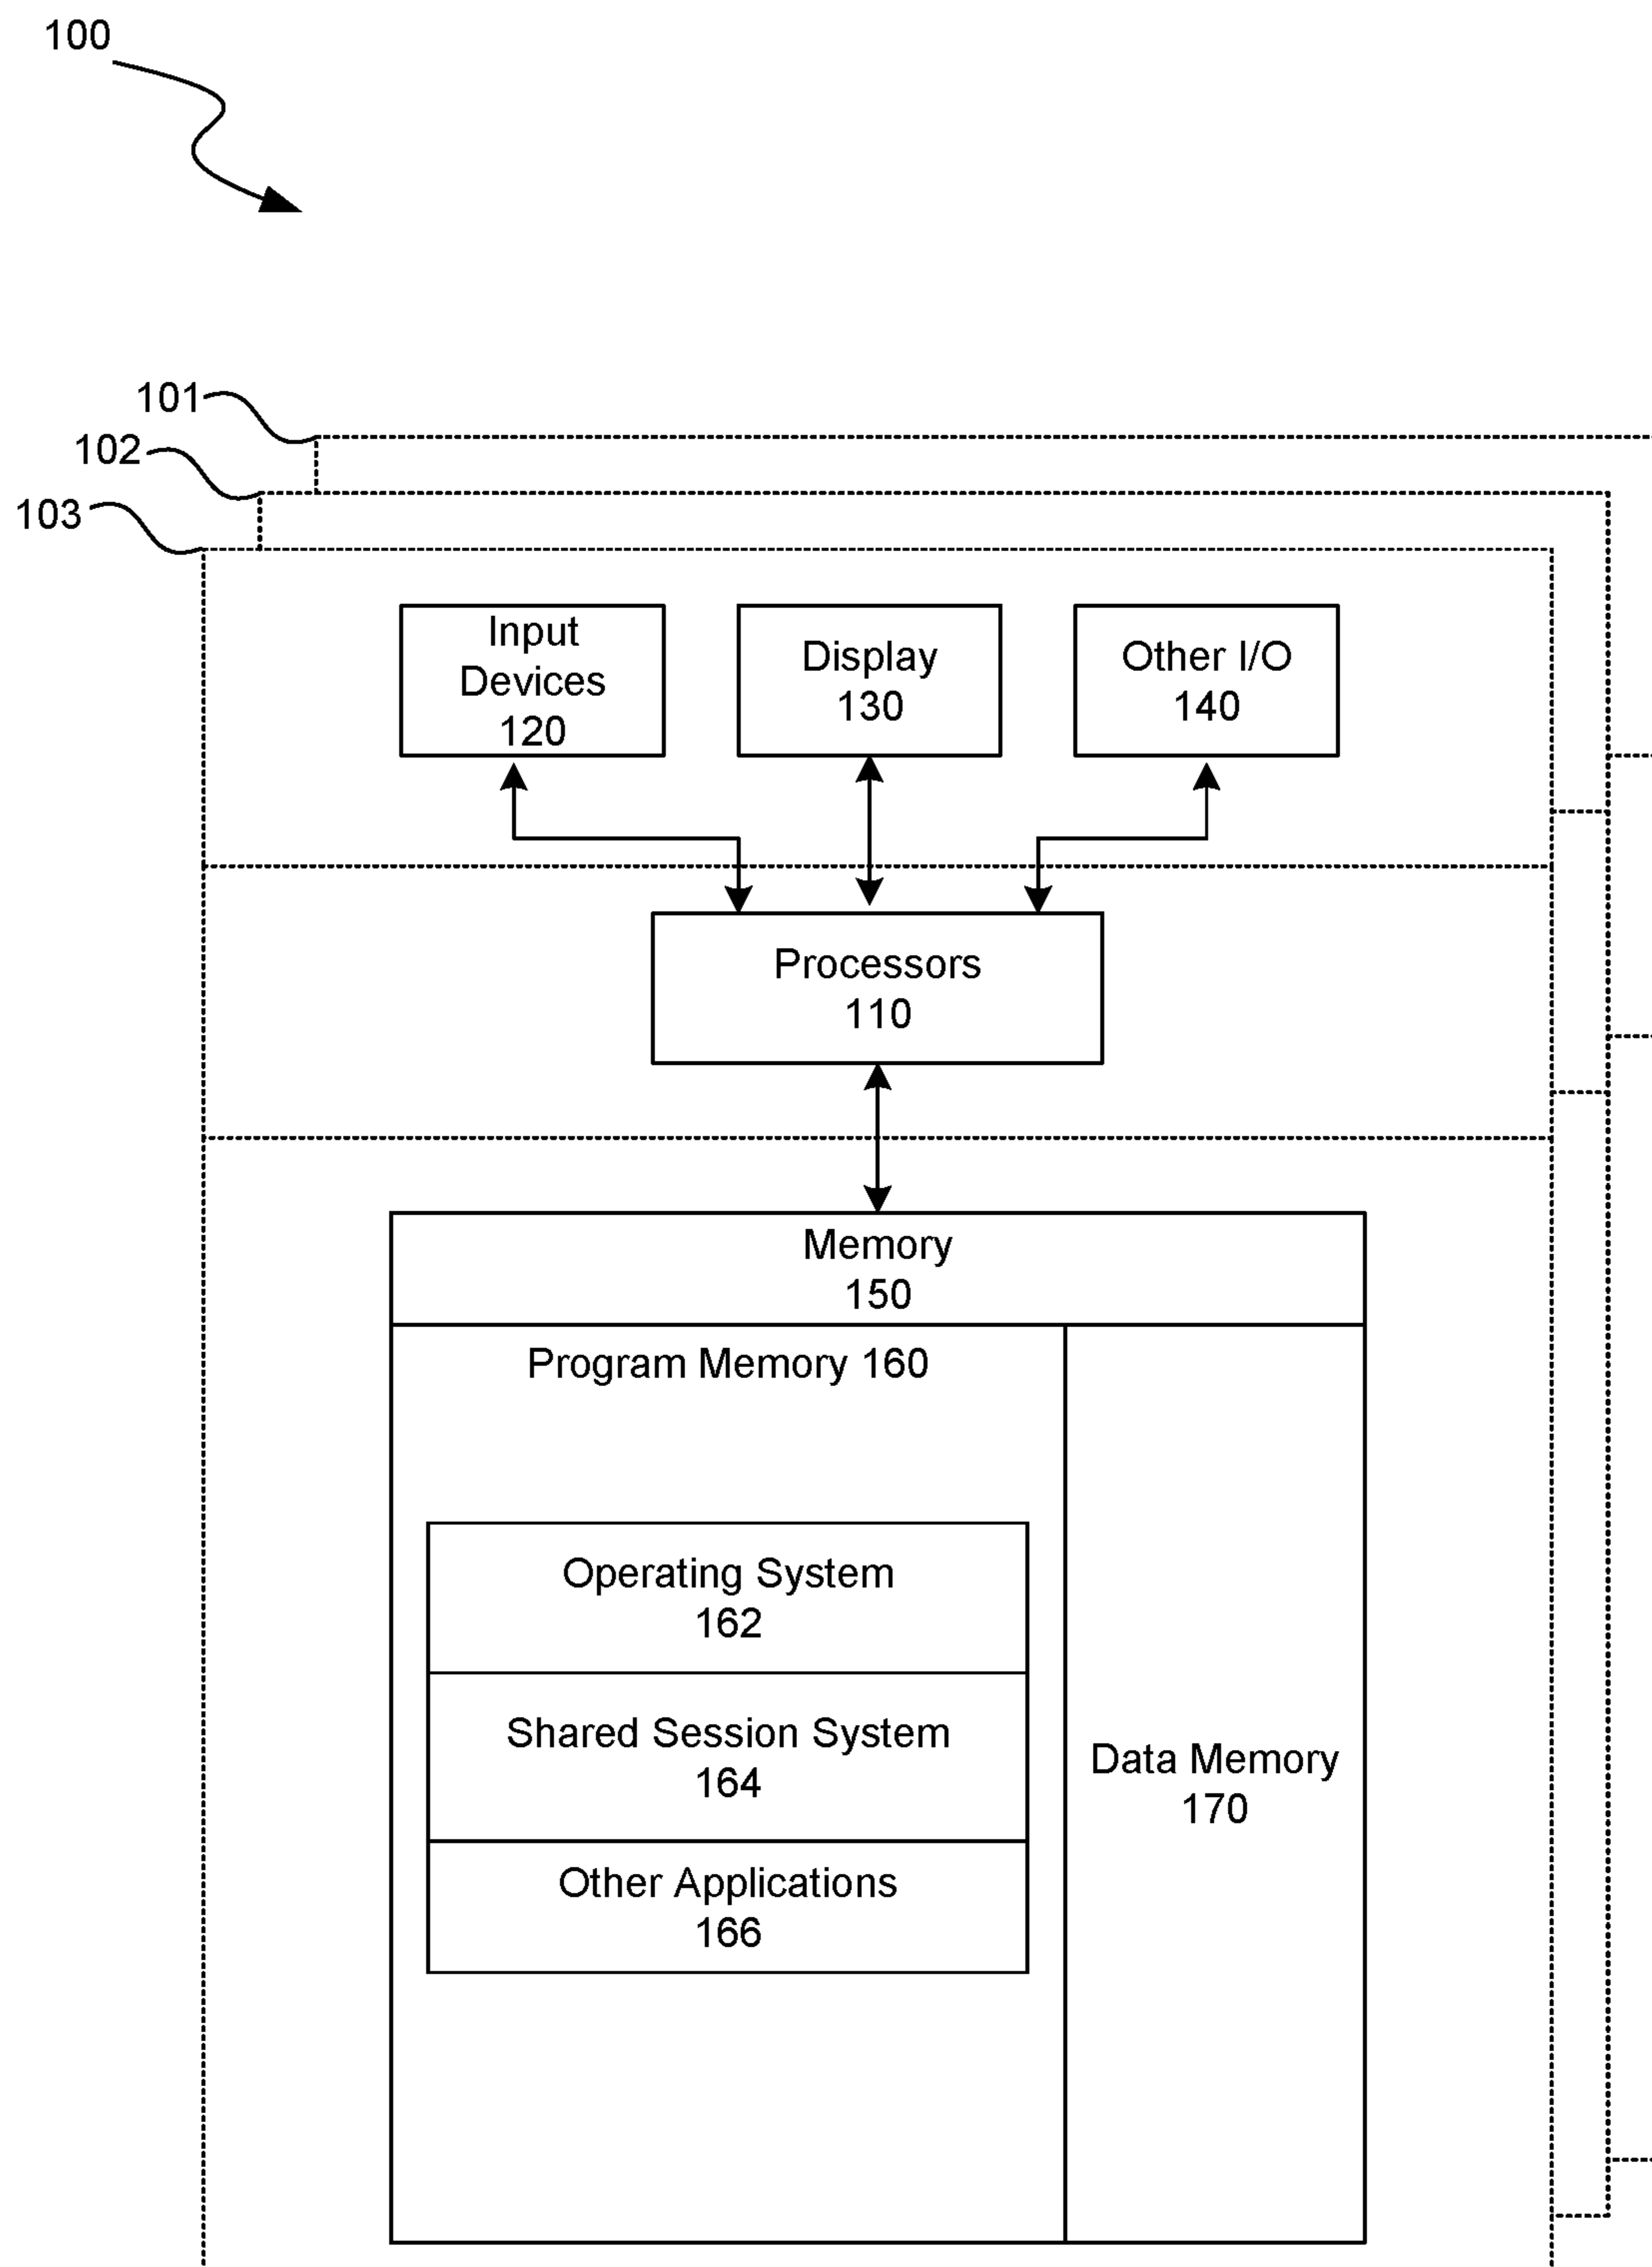 100
101
102
103
Input
Devices
120
Display
130
Other I/O
140
Processors
110
Memory
150
Program Memory 160
Operating System
162
Shared Session System
164
Other Applications
166
Data Memory
170